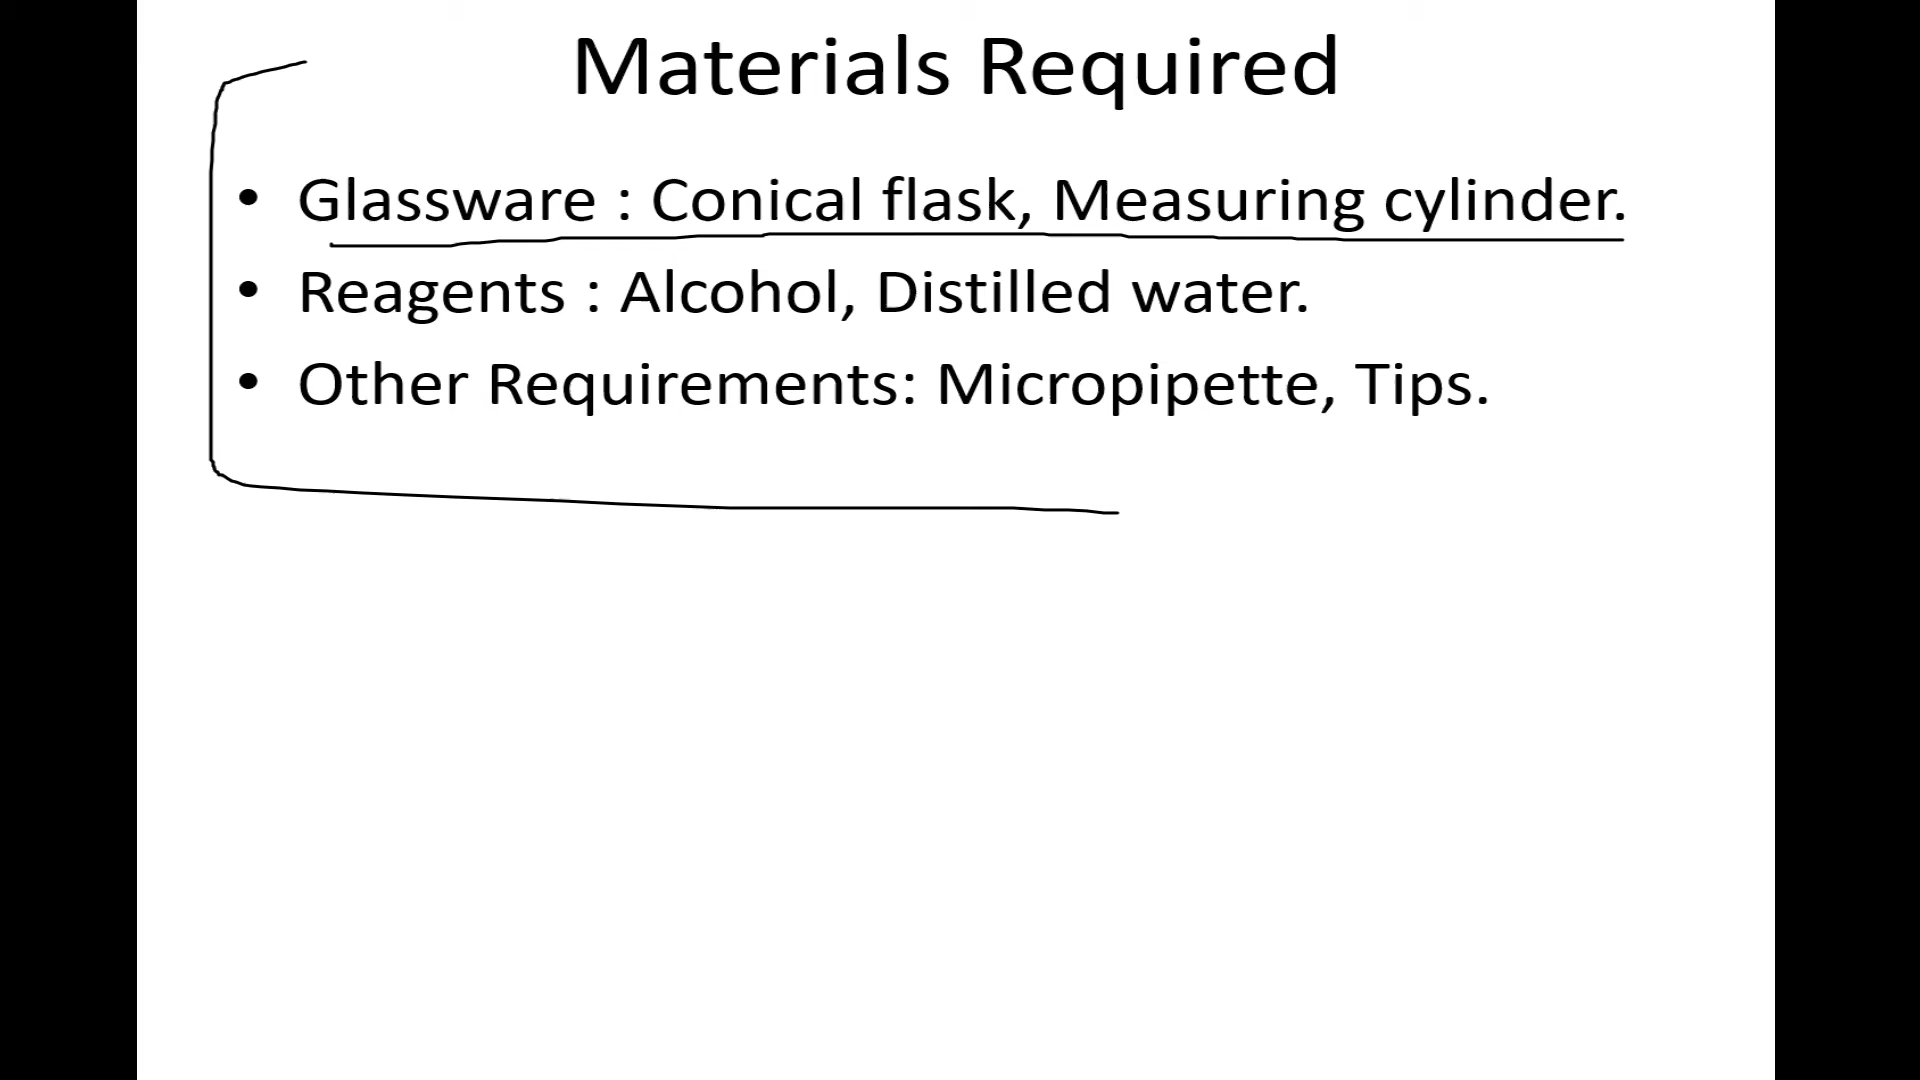 Materials Required
• Glassware : Conical flask, Measuring cylinder.
• Reagents : Alcohol, Distilled water.
• Other Requirements: Micropipette, Tips.